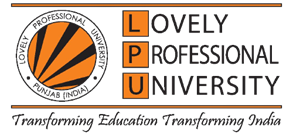 LOVELY PROFESSIONAL UNIVERSITY
PUNJAB (INDIA)
LOVELY
PROFESSIONAL
UNIVERSITY
Transforming Education Transforming India